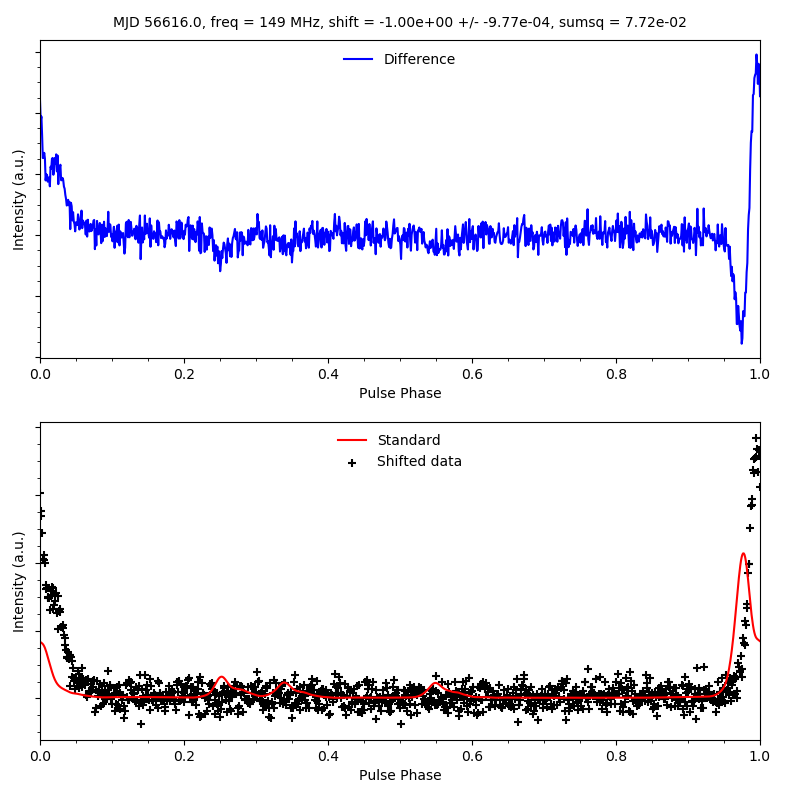 MJD 56616.0, freq = 149 MHz, shift = -1.00e+00 +/- -9.77e-04, sumsq = 7.72e-02
Difference
Intensity (a.u.)
0.0 0.2 0.4 0.6 0.8 1.0
Pulse Phase
Standard
Shifted data
Intensity (a.u.)
0.0 0.2 0.4 0.6 0.8 1.0
Pulse Phase